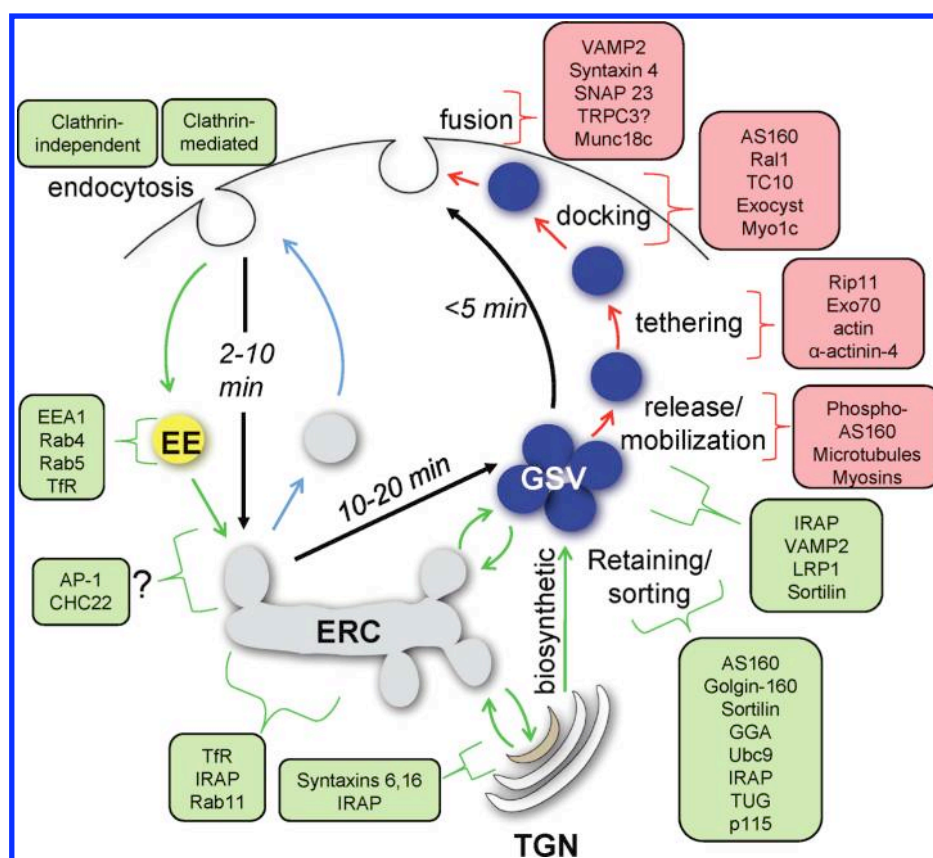 VAMP2
Syntaxin 4
SNAP 23
TRPC3?
Munc18c
fusion
Clathrin-
independent
Clathrin-
mediated
endocytosis
AS160
Ral1
TC10
Exocyst
Myo1c
docking
<5 min
Rip11
Exo70
actin
α-actinin-4
tethering
2-10
min
EEA1
Rab4
Rab5
TfR
EE
release/
mobilization
Phospho-
AS160
Microtubules
Myosins
GSV
10-20 min
IRAP
VAMP2
LRP1
Sortilin
AP-1
CHC22
?
Retaining/
sorting
biosynthetic
ERC
AS160
Golgin-160
Sortilin
GGA
Ubc9
IRAP
TUG
p115
TfR
IRAP
Rab11
Syntaxins 6,16
IRAP
TGN